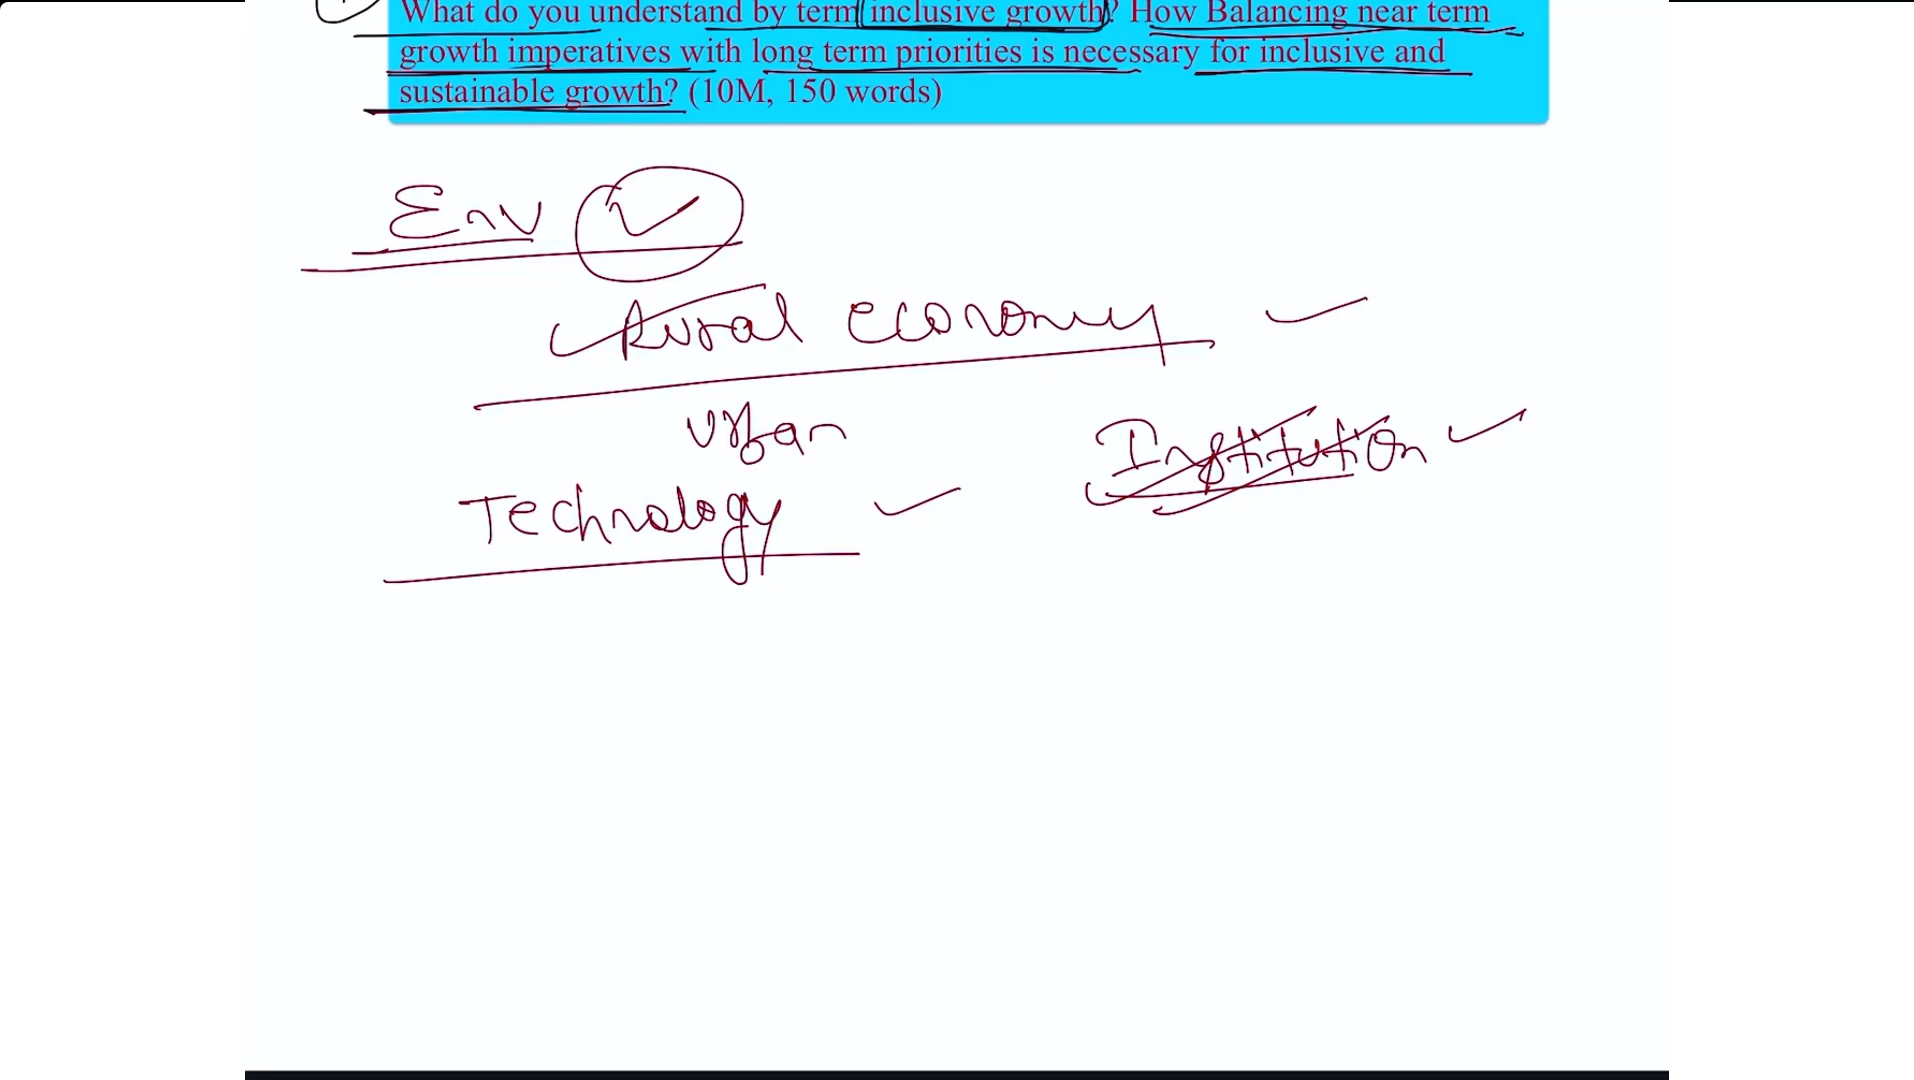 What do you understand by term inclusive growth? How Balancing near term
growth imperatives with long term priorities is necessary for inclusive and
sustainable growth? (10M, 150 words)
Env
Rural economy
Urban
Institution
Technology